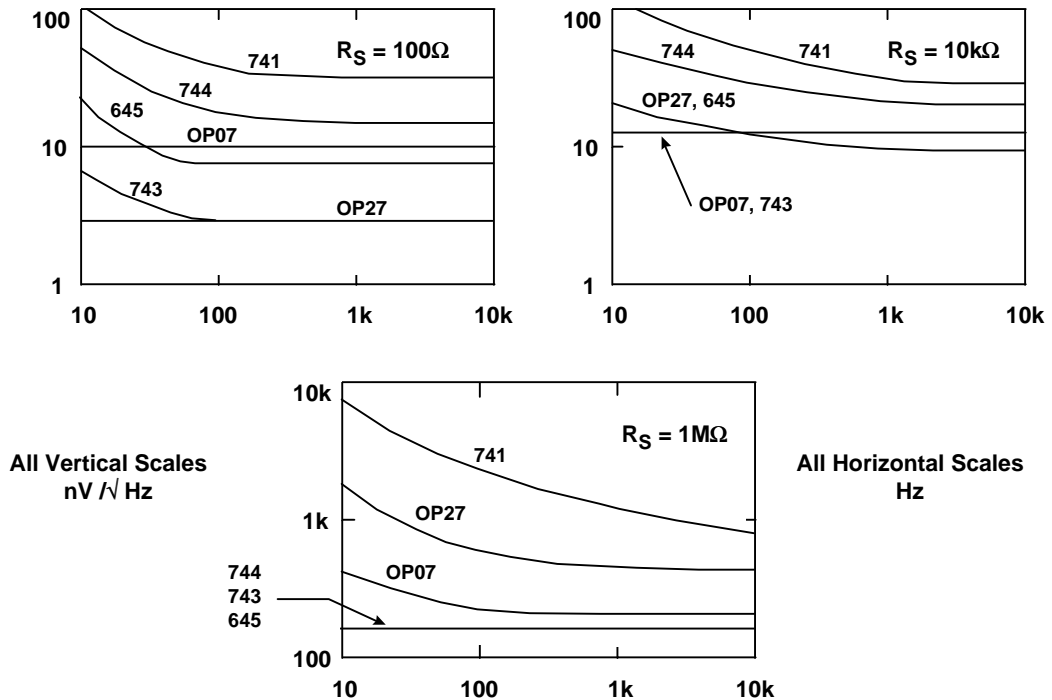 100
10
1
741
744
645
OP07
743
OP27
R_S = 100Ω
10
100
1k
10k
100
10
1
744
741
OP27, 645
OP07, 743
R_S = 10kΩ
10
100
1k
10k
All Vertical Scales
nV /√ Hz
10k
1k
100
741
OP27
OP07
744
743
645
R_S = 1MΩ
10
100
1k
10k
All Horizontal Scales
Hz